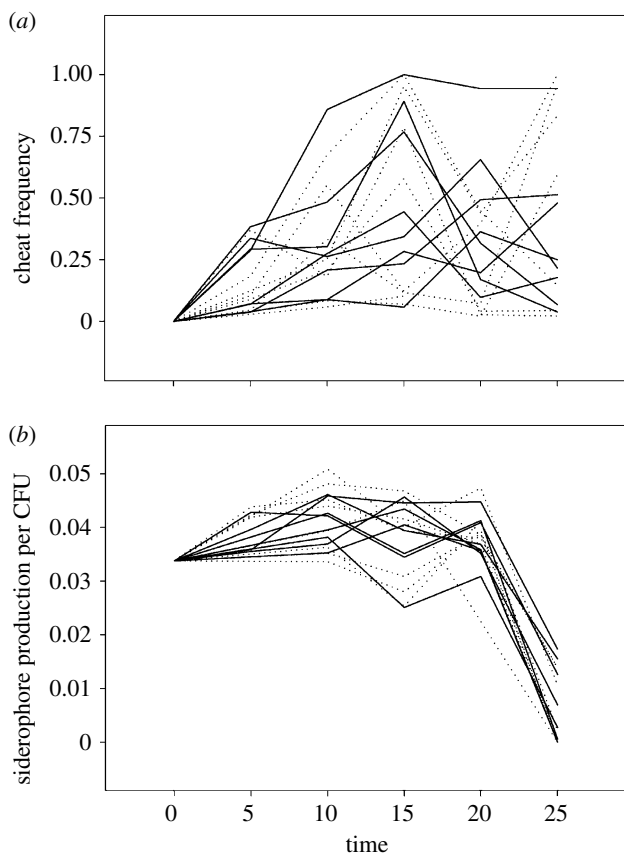 (a)
1.00
0.75
0.50
0.25
0
cheat frequency
(b)
0.05
0.04
0.03
0.02
0.01
0
siderophore production per CFU
0 5 10 15 20 25
time